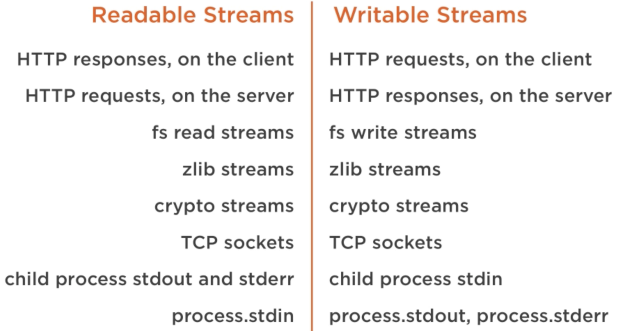 Readable Streams Writable Streams
HTTP responses, on the client HTTP requests, on the client
HTTP requests, on the server HTTP responses, on the server
fs read streams fs write streams
zlib streams zlib streams
crypto streams crypto streams
TCP sockets TCP sockets
child process stdout and stderr child process stdin
process.stdin process.stdout, process.stderr